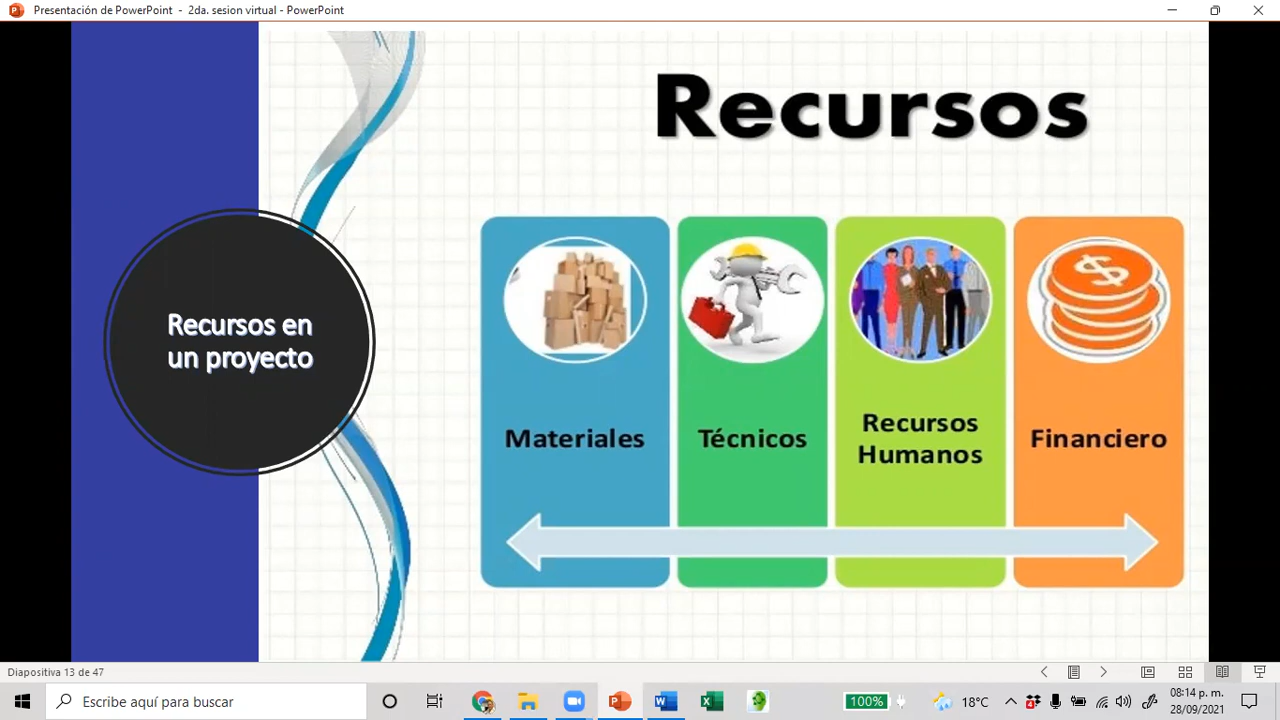 Presentación de PowerPoint - 2da. sesion virtual - PowerPoint
Recursos
Recursos en
un proyecto
Materiales
Técnicos
Recursos
Humanos
Financiero
Diapositiva 13 de 47
Escribe aquí para buscar
100%
18°C
08:14 p. m.
28/09/2021